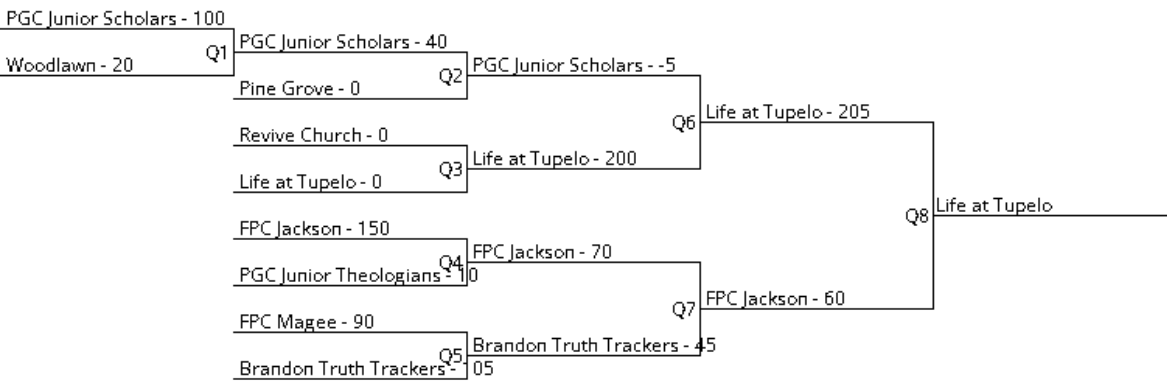 PGC Junior Scholars - 100
Woodlawn - 20
Q1
PGC Junior Scholars - 40
Pine Grove - 0
Q2
Revive Church - 0
Life at Tupelo - 0
Q3
FPC Jackson - 150
PGC Junior Theologians - 10
Q4
FPC Magee - 90
Brandon Truth Trackers - 105
Q5
PGC Junior Scholars - -5
Life at Tupelo - 200
Q6
FPC Jackson - 70
Brandon Truth Trackers - 45
Q7
Life at Tupelo - 205
FPC Jackson - 60
Q8
Life at Tupelo